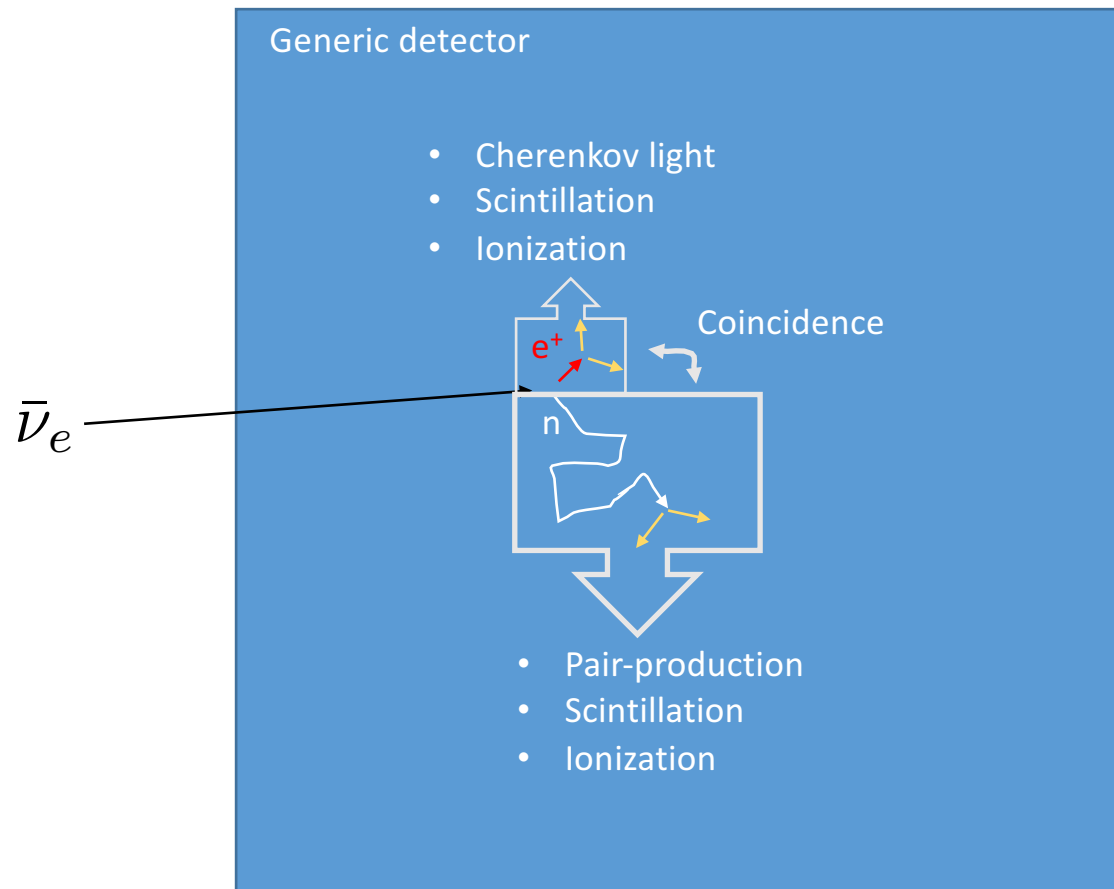 Generic detector
• Cherenkov light
• Scintillation
• Ionization
Coincidence
e⁺
ν̄ₑ
n
• Pair-production
• Scintillation
• Ionization